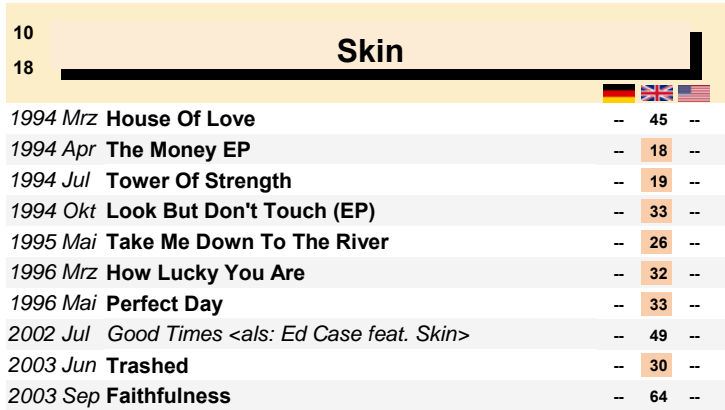 10
Skin
18
1994 Mrz House Of Love -- 45 --
1994 Apr The Money EP -- 18 --
1994 Jul Tower Of Strength -- 19 --
1994 Okt Look But Don't Touch (EP) -- 33 --
1995 Mai Take Me Down To The River -- 26 --
1996 Mrz How Lucky You Are -- 32 --
1996 Mai Perfect Day -- 33 --
2002 Jul Good Times <als: Ed Case feat. Skin> -- 49 --
2003 Jun Trashed -- 30 --
2003 Sep Faithfulness -- 64 --